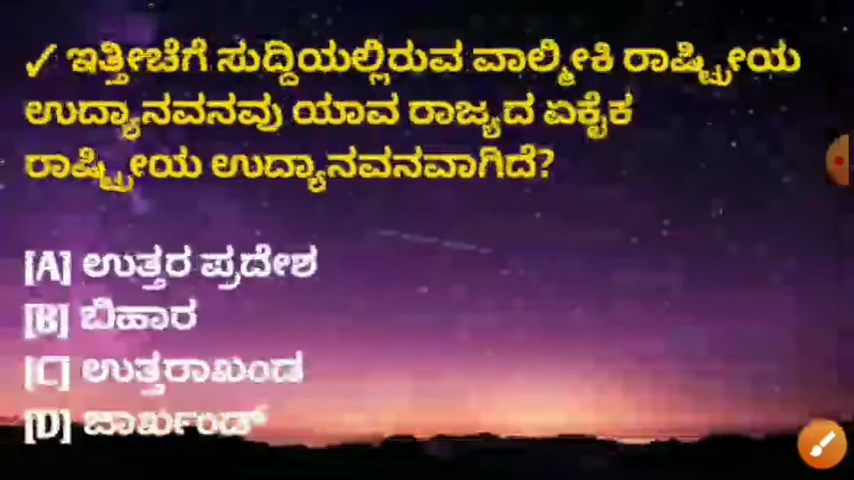 ✓ ಇತ್ತೀಚೆಗೆ ಸುದ್ದಿಯಲ್ಲಿರುವ ವಾಲ್ಮೀಕಿ ರಾಷ್ಟ್ರೀಯ
ಉದ್ಯಾನವನವು ಯಾವ ರಾಜ್ಯದ ಏಕೈಕ
ರಾಷ್ಟ್ರೀಯ ಉದ್ಯಾನವನವಾಗಿದೆ?
[A] ಉತ್ತರ ಪ್ರದೇಶ
[B] ಬಿಹಾರ
[C] ಉತ್ತರಾಖಂಡ
[D] ಜಾರ್ಖಂಡ್